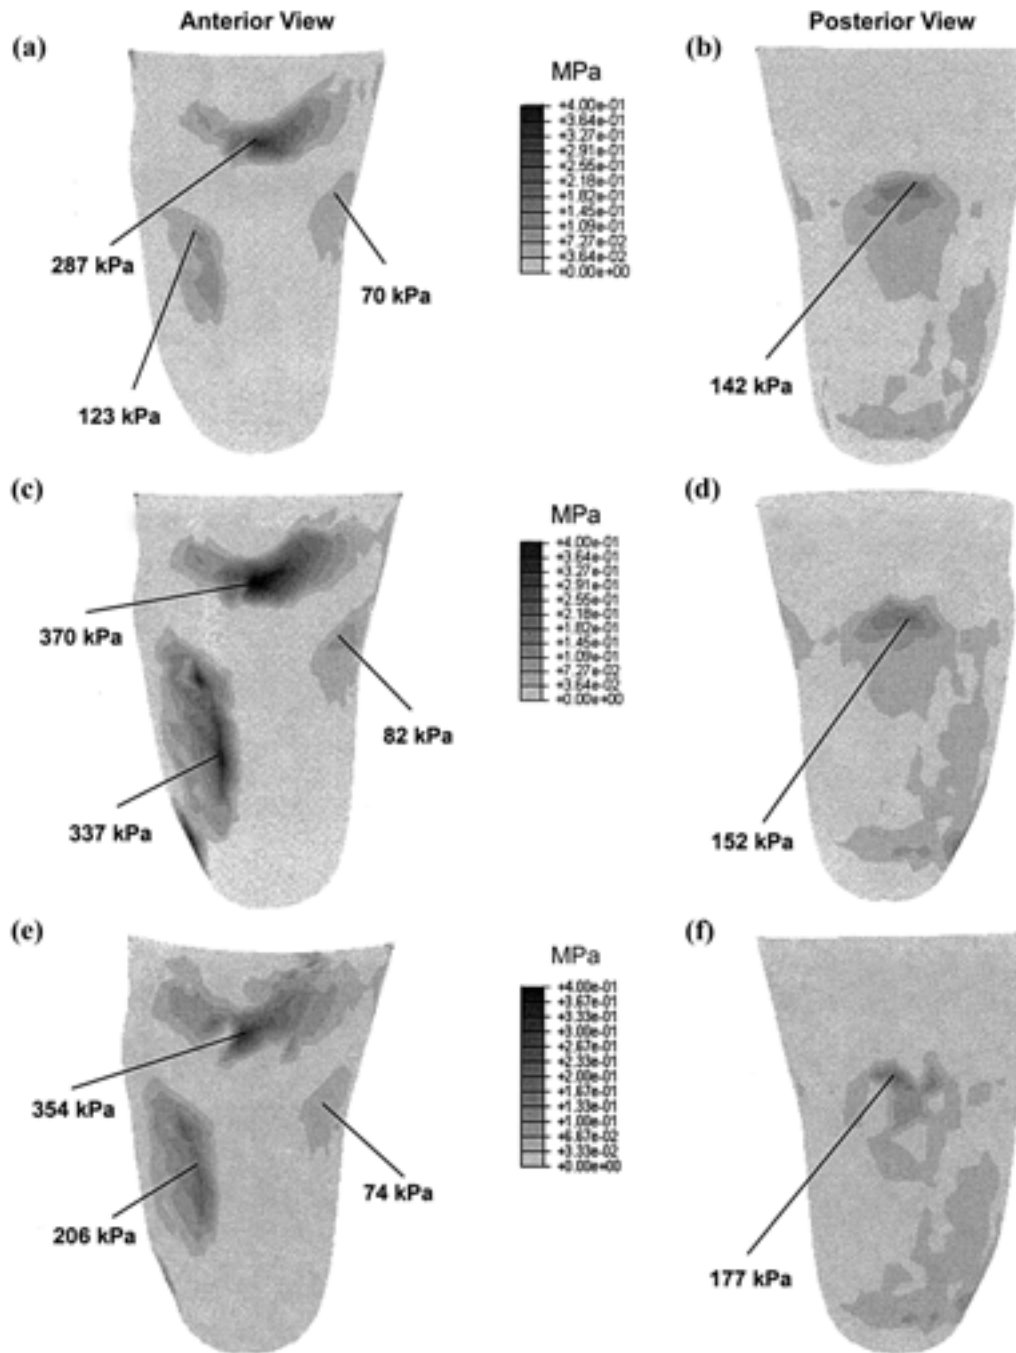 Anterior View
Posterior View
(a)
(b)
MPa
+4.00e-01
+3.64e-01
+3.27e-01
+2.91e-01
+2.55e-01
+2.18e-01
+1.82e-01
+1.45e-01
+1.09e-01
+7.27e-02
+3.64e-02
+0.00e+00
287 kPa
70 kPa
123 kPa
142 kPa
(c)
(d)
MPa
+4.00e-01
+3.64e-01
+3.27e-01
+2.91e-01
+2.55e-01
+2.18e-01
+1.82e-01
+1.45e-01
+1.09e-01
+7.27e-02
+3.64e-02
+0.00e+00
370 kPa
82 kPa
337 kPa
152 kPa
(e)
(f)
MPa
+4.00e-01
+3.67e-01
+3.33e-01
+3.00e-01
+2.67e-01
+2.33e-01
+2.00e-01
+1.67e-01
+1.33e-01
+1.00e-01
+6.67e-02
+3.33e-02
+0.00e+00
354 kPa
74 kPa
206 kPa
177 kPa